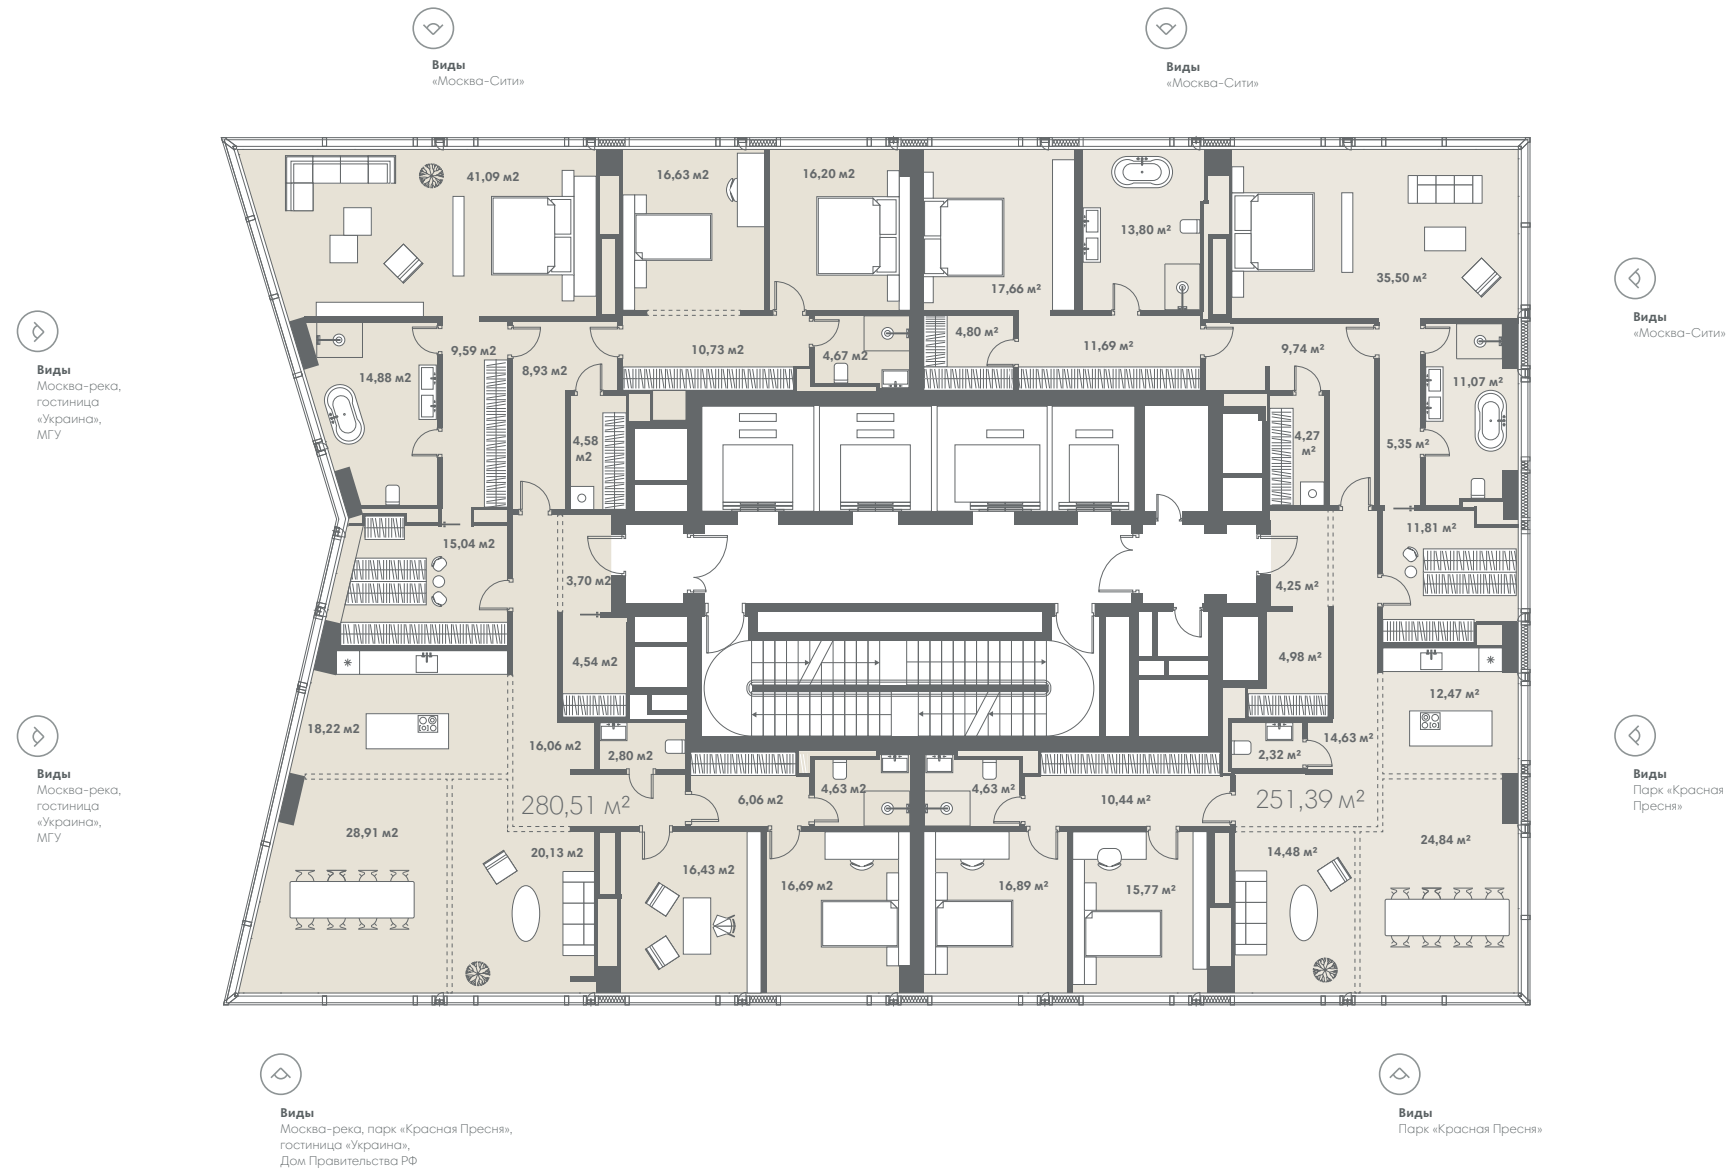 Виды
«Москва-Сити»
Виды
«Москва-Сити»
41,09 м2
16,63 м2
16,20 м2
17,66 м²
13,80 м²
35,50 м²
Виды
«Москва-Сити»
Виды
Москва-река,
гостиница
«Украина»,
МГУ
9,59 м2
14,88 м2
8,93 м2
10,73 м2
4,67 м2
4,80 м²
11,69 м²
9,74 м²
11,07 м²
4,58
м2
4,27
м²
5,35 м²
15,04 м2
11,81 м²
3,70 м2
4,25 м²
4,54 м2
4,98 м²
12,47 м²
18,22 м2
16,06 м2
2,80 м2
2,32 м²
14,63 м²
Виды
Москва-река,
гостиница
«Украина»,
МГУ
Виды
Парк «Красная
Пресня»
280,51 м²
6,06 м2
4,63 м2
4,63 м²
10,44 м²
251,39 м²
28,91 м2
20,13 м2
16,43 м2
16,69 м2
16,89 м²
15,77 м²
14,48 м²
24,84 м²
Виды
Москва-река, парк «Красная Пресня»,
гостиница «Украина»,
Дом Правительства РФ
Виды
Парк «Красная Пресня»